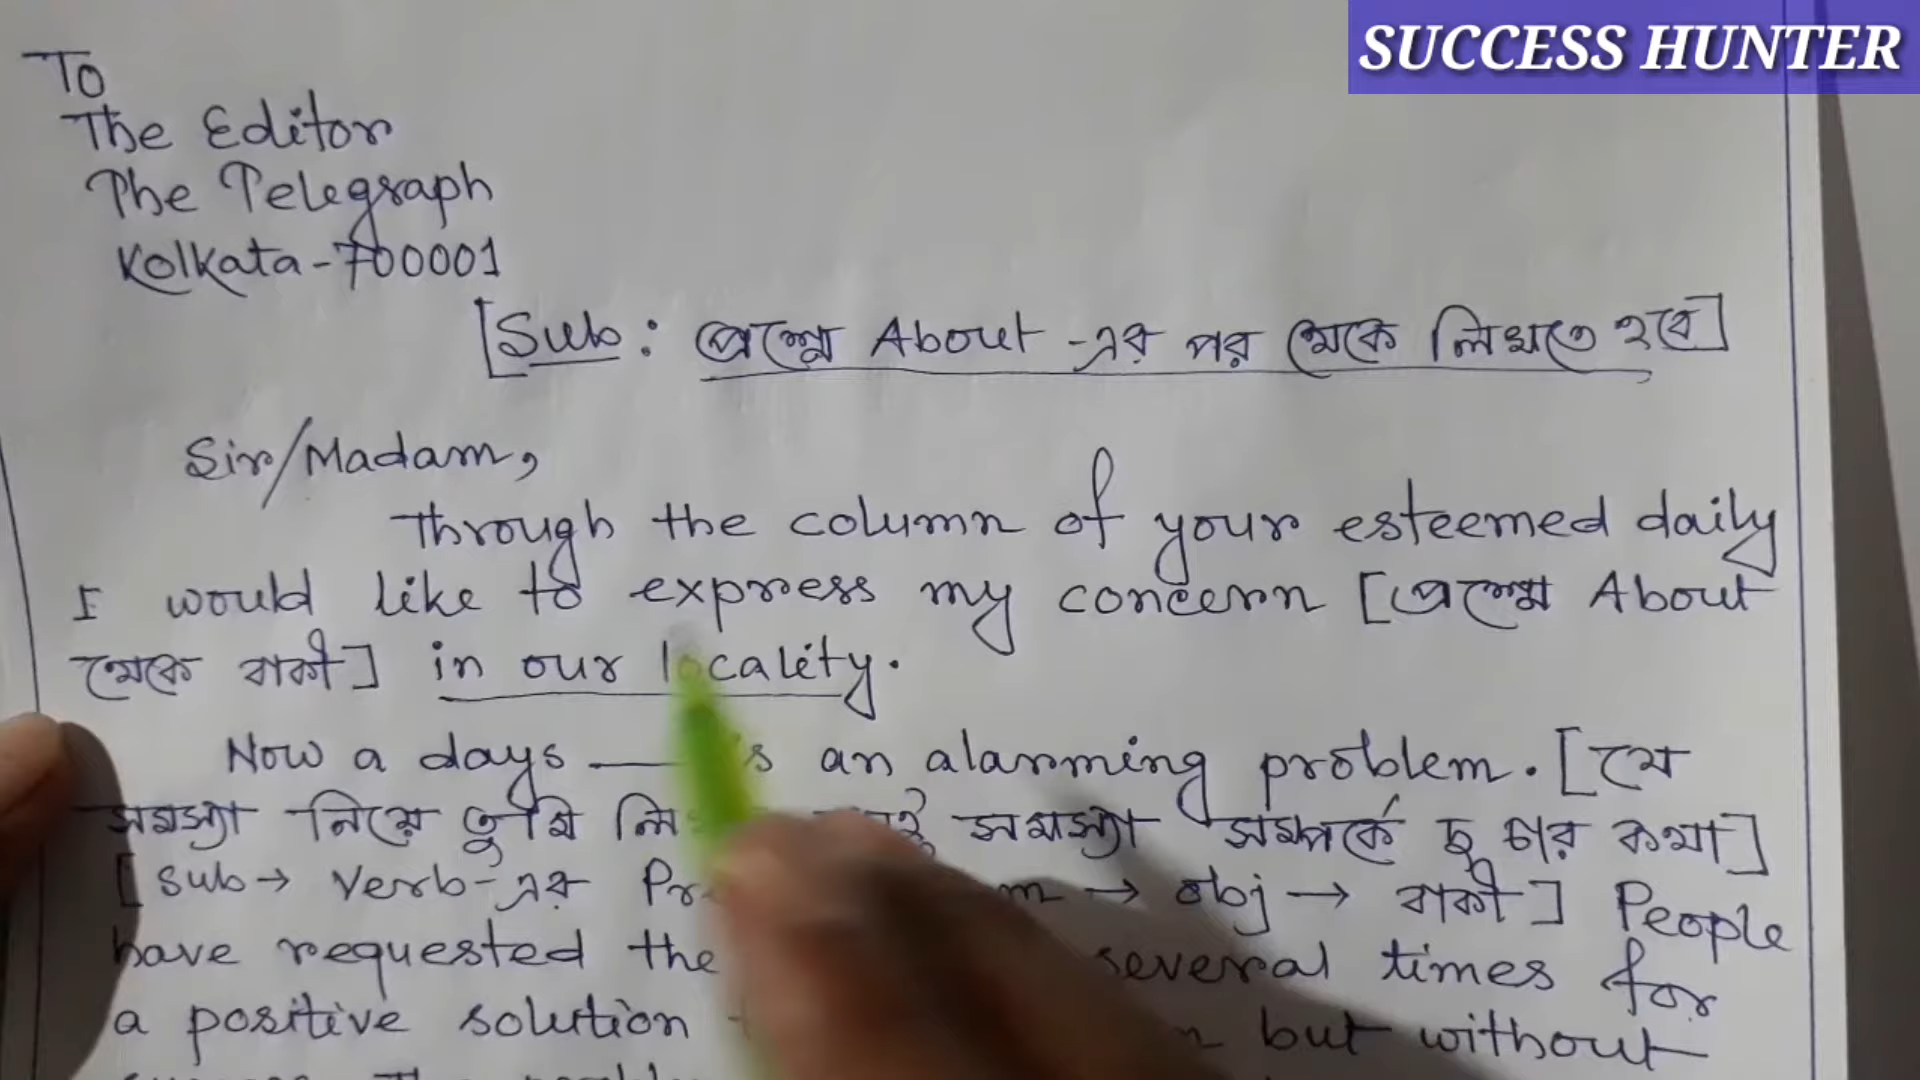 SUCCESS HUNTER
To
The Editor
The Telegraph
Kolkata-700001
[Sub: প্রশ্নে About -এর পর থেকে লিখতে হবে]
Sir/Madam,
Through the column of your esteemed daily
I would like to express my concern [প্রশ্নে About
থেকে বাকী] in our locality.
Now a days —— is an alarming problem. [যে
সমস্যা নিয়ে তুমি সমস্যা সম্পর্কে দু চার কথা]
[Sub→ Verb-এর → obj → বাকী] People
have requested the several times for
a positive solution but without